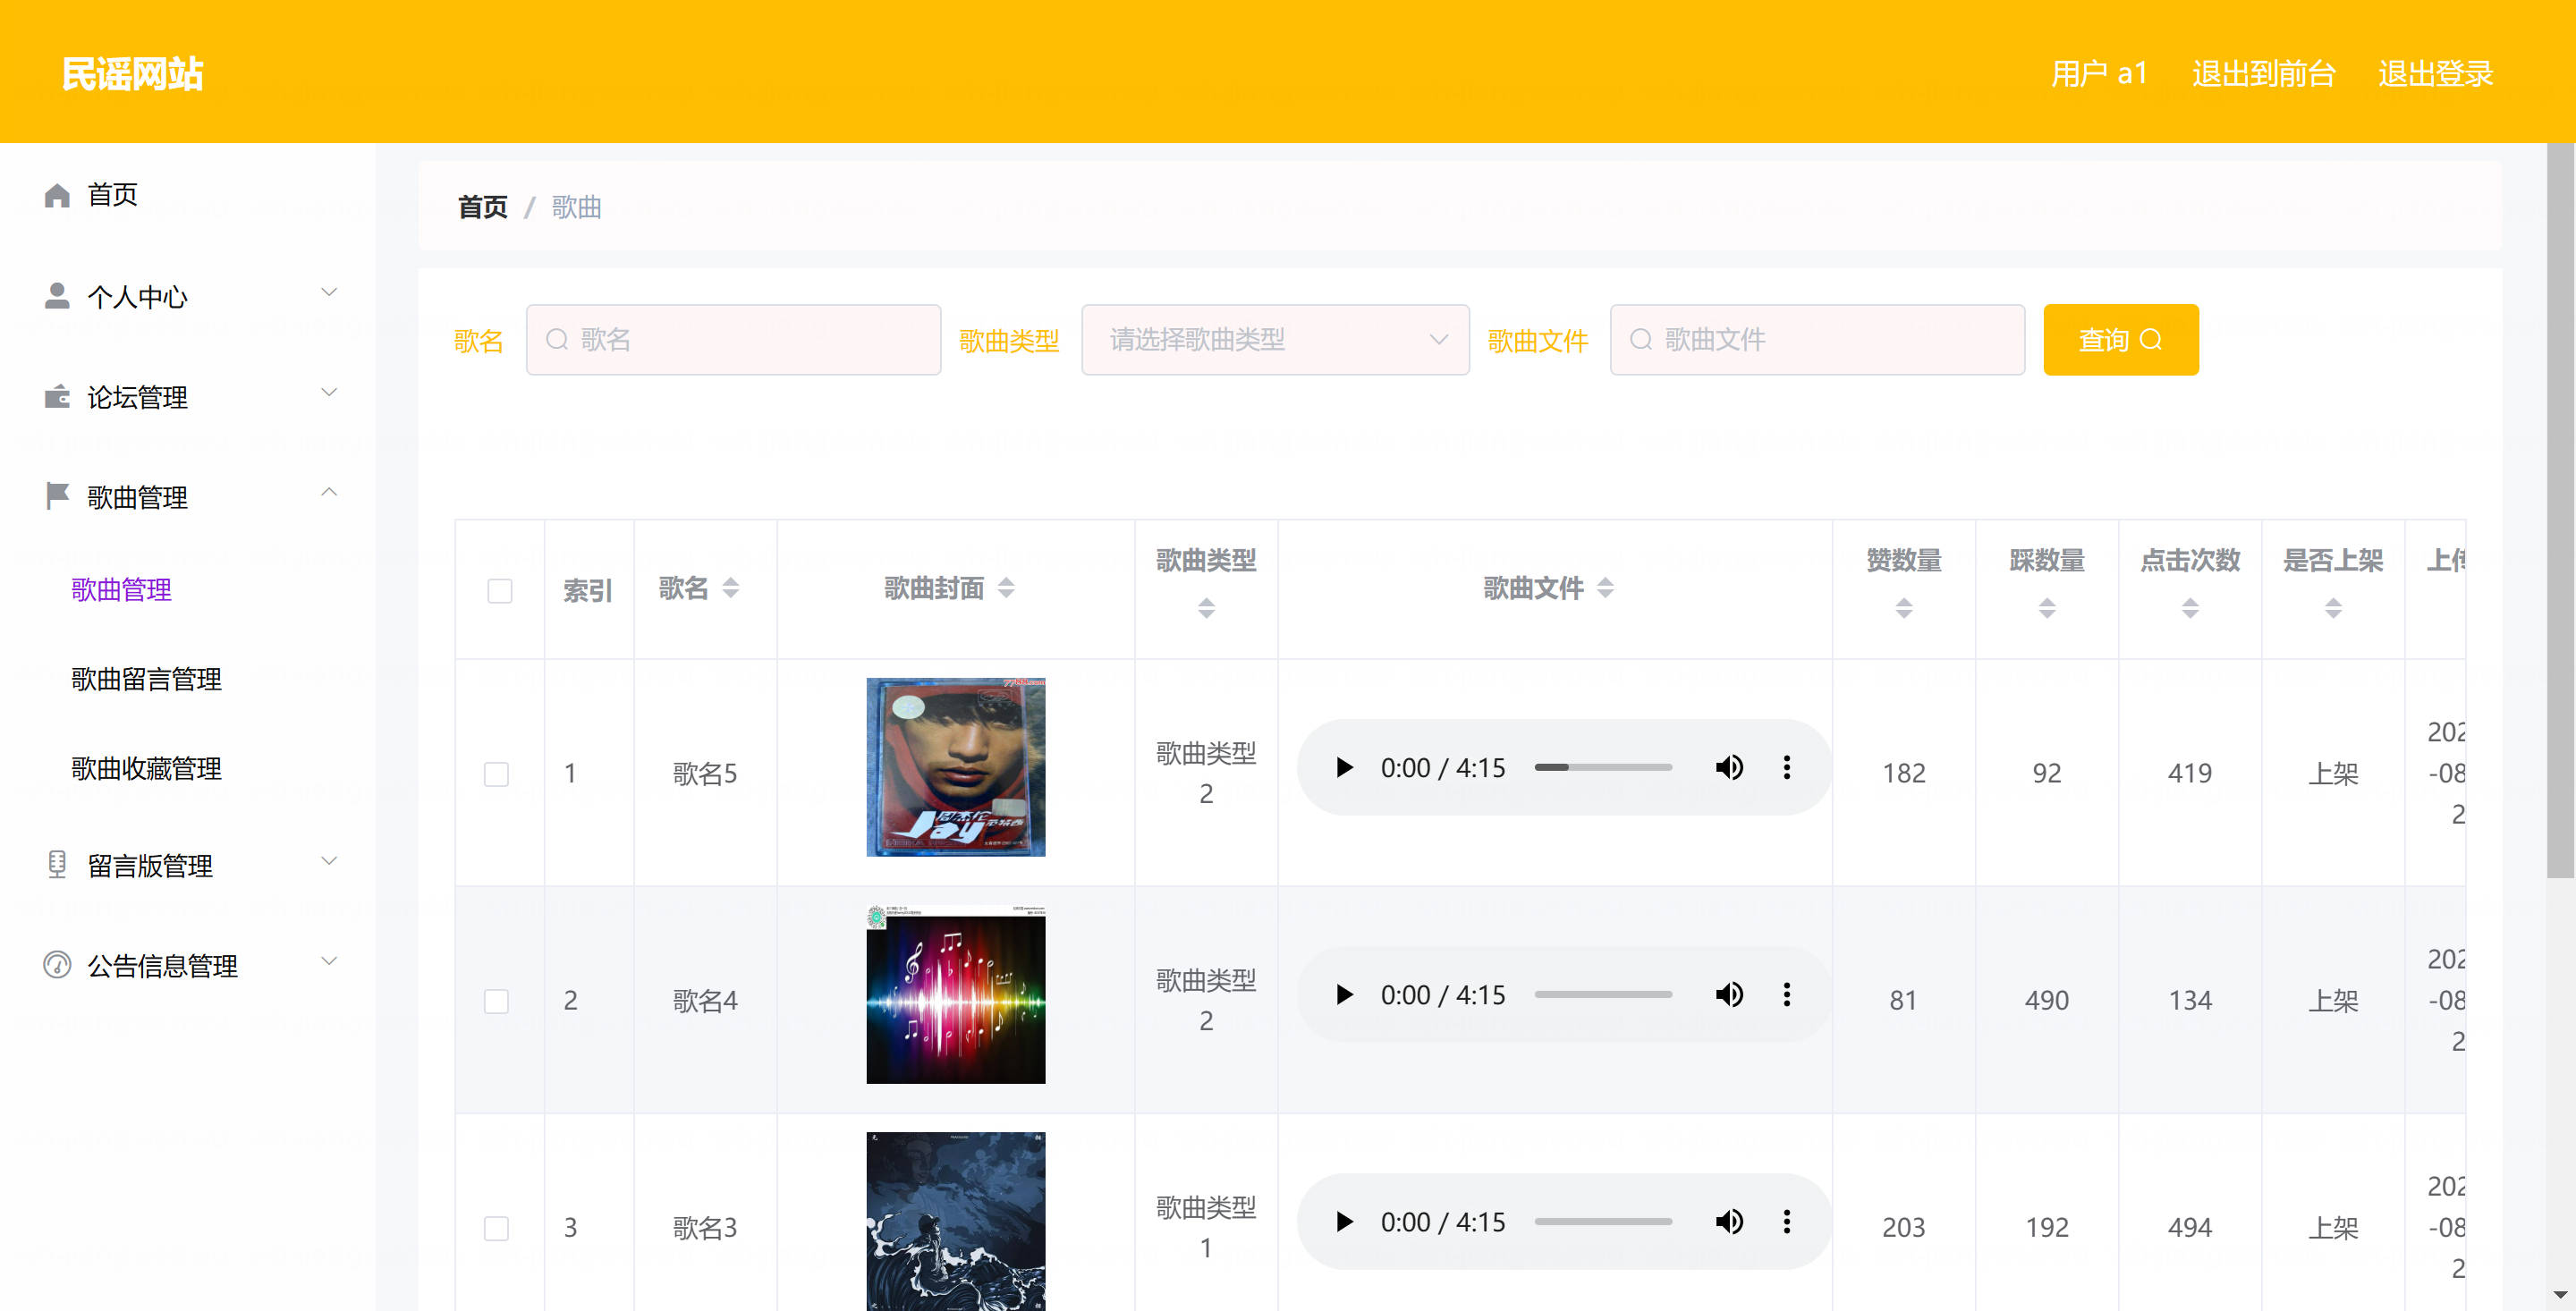 民谣网站
用户 a1 退出到前台 退出登录
首页
个人中心
论坛管理
歌曲管理
歌曲管理
歌曲留言管理
歌曲收藏管理
留言版管理
公告信息管理
首页 / 歌曲
歌名 歌名 歌曲类型 请选择歌曲类型 歌曲文件 歌曲文件 查询
索引 歌名 歌曲封面 歌曲类型 歌曲文件 赞数量 踩数量 点击次数 是否上架 上传
1 歌名5 歌曲类型2 0:00 / 4:15 182 92 419 上架 202
-08
2
2 歌名4 歌曲类型2 0:00 / 4:15 81 490 134 上架 202
-08
2
3 歌名3 歌曲类型1 0:00 / 4:15 203 192 494 上架 202
-08
2